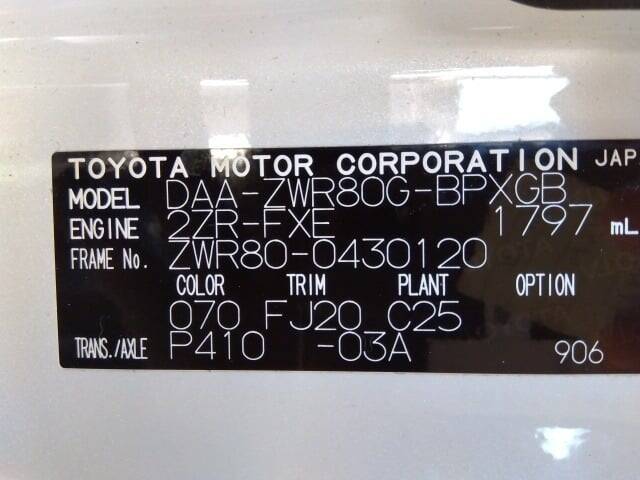 TOYOTA MOTOR CORPORATION JAP
MODEL DAA-ZWR80G-BPXGB
ENGINE 2ZR-FXE 1797 mL
FRAME No. ZWR80-0430120
COLOR TRIM PLANT OPTION
070 FJ20 C25
TRANS./AXLE P410 -03A 906